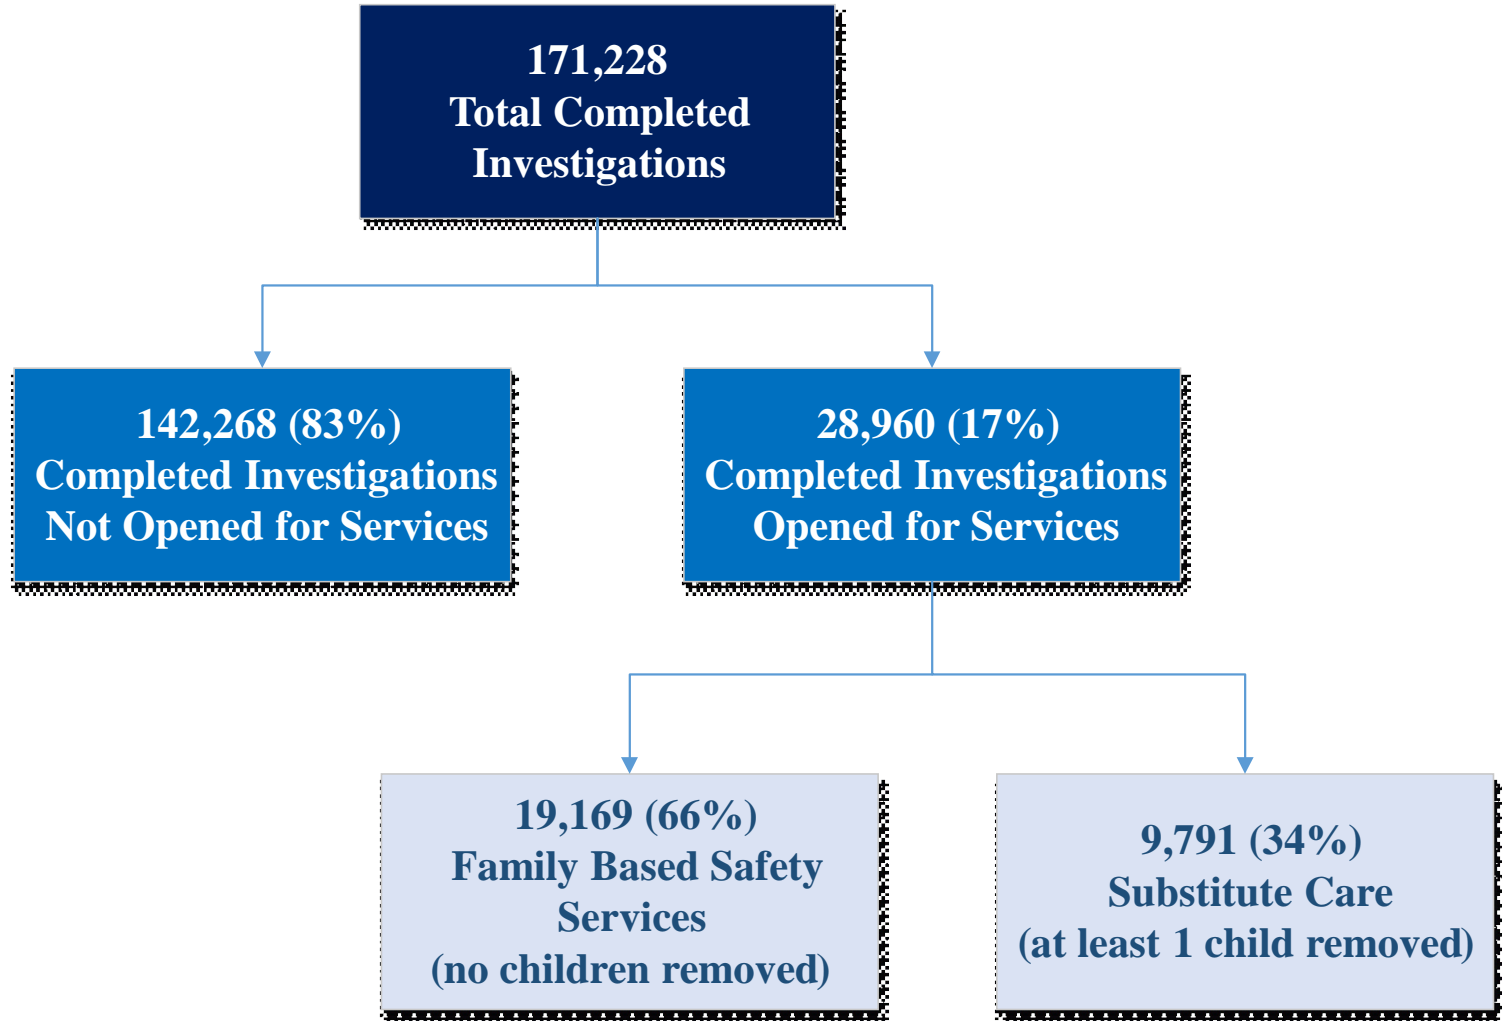 171,228
Total Completed
Investigations
142,268 (83%)
Completed Investigations
Not Opened for Services
28,960 (17%)
Completed Investigations
Opened for Services
19,169 (66%)
Family Based Safety
Services
(no children removed)
9,791 (34%)
Substitute Care
(at least 1 child removed)